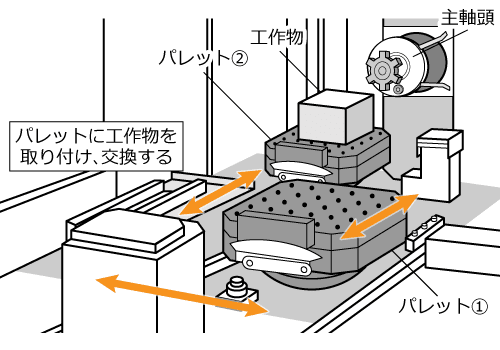 主軸頭
工作物
パレット②
パレットに工作物を
取り付け、交換する
パレット①